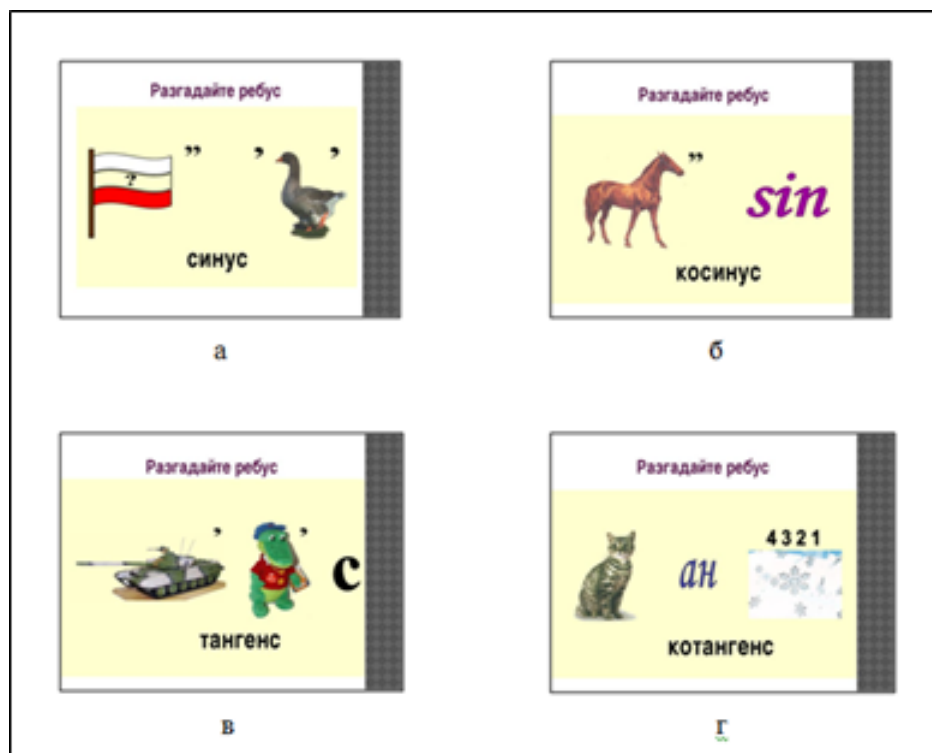 Разгадайте ребус
” ’ ’
?
синус
а
Разгадайте ребус
”
sin
косинус
б
Разгадайте ребус
’ ’ с
тангенс
в
Разгадайте ребус
4 3 2 1
ан
котангенс
г